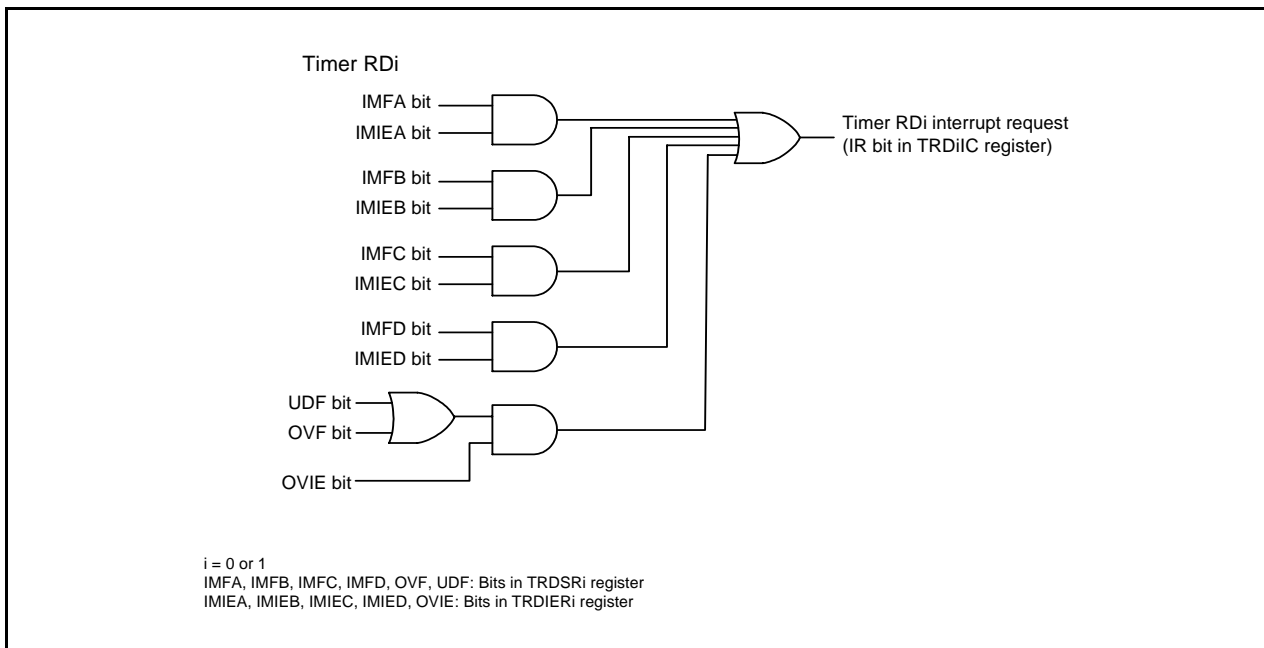 Timer RDi
IMFA bit
IMIEA bit
IMFB bit
IMIEB bit
IMFC bit
IMIEC bit
IMFD bit
IMIED bit
UDF bit
OVF bit
OVIE bit
Timer RDi interrupt request
(IR bit in TRDiIC register)
i = 0 or 1
IMFA, IMFB, IMFC, IMFD, OVF, UDF: Bits in TRDSRi register
IMIEA, IMIEB, IMIEC, IMIED, OVIE: Bits in TRDIERi register